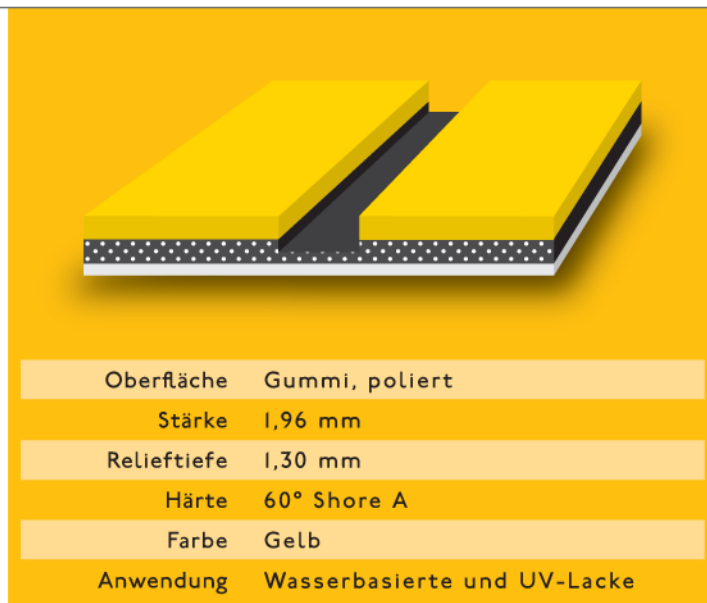 Oberfläche Gummi, poliert
Stärke 1,96 mm
Relieftiefe 1,30 mm
Härte 60° Shore A
Farbe Gelb
Anwendung Wasserbasierte und UV-Lacke